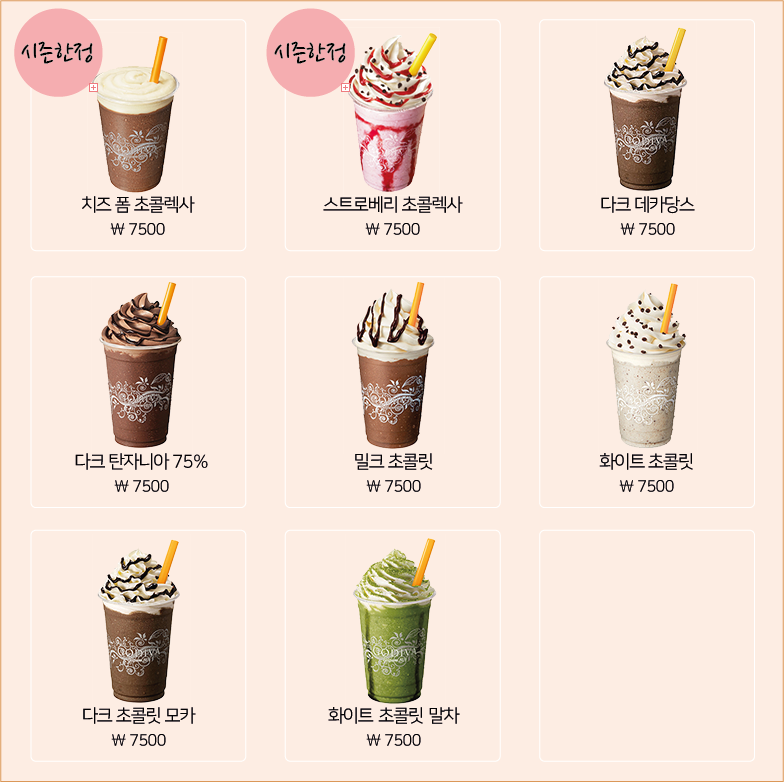 시즌한정
시즌한정
치즈 폼 초콜렉사
₩ 7500
스트로베리 초콜렉사
₩ 7500
GODIVA
다크 데카당스
₩ 7500
다크 탄자니아 75%
₩ 7500
밀크 초콜릿
₩ 7500
화이트 초콜릿
₩ 7500
GODIVA
다크 초콜릿 모카
₩ 7500
GODIVA
화이트 초콜릿 말차
₩ 7500